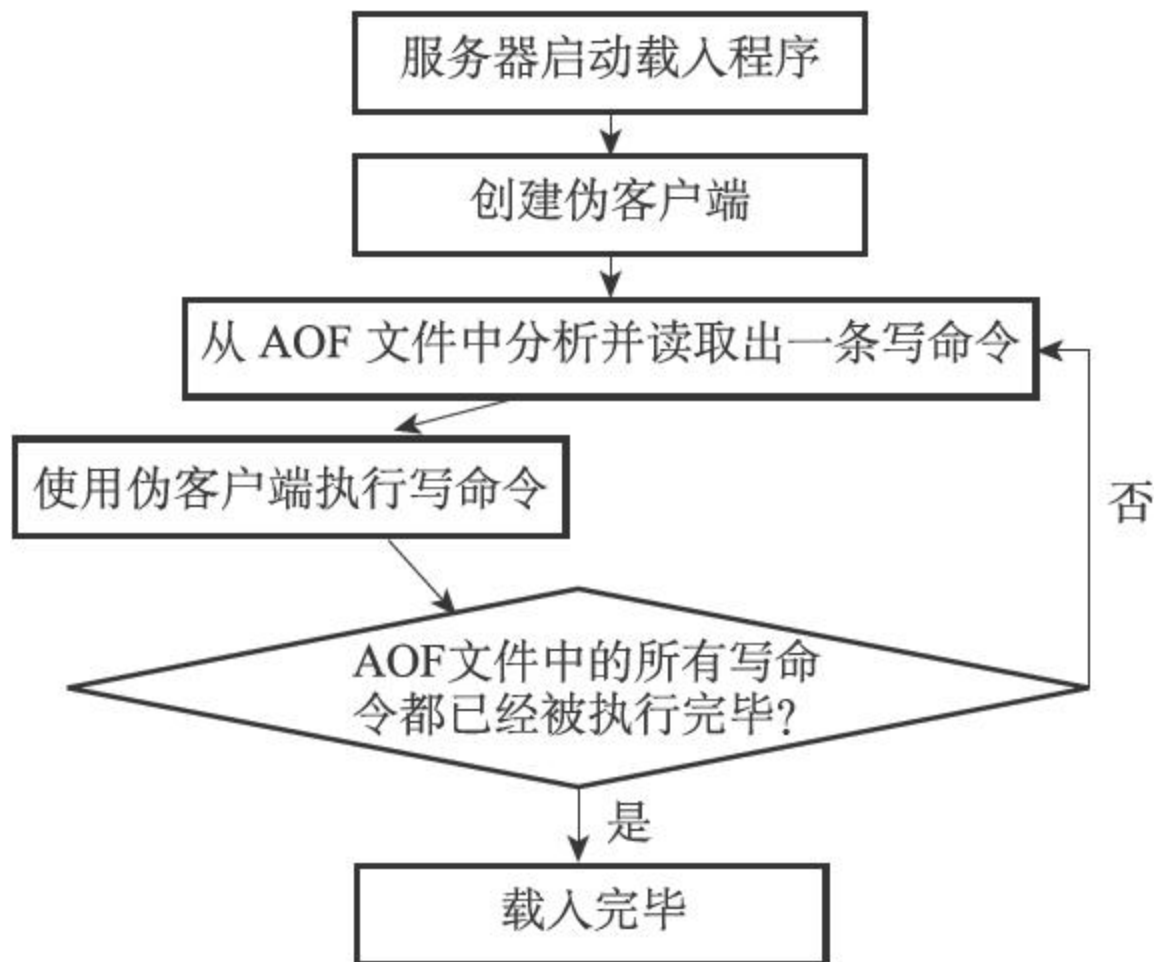 服务器启动载入程序
创建伪客户端
从 AOF 文件中分析并读取出一条写命令
使用伪客户端执行写命令
否
AOF文件中的所有写命
令都已经被执行完毕?
是
载入完毕